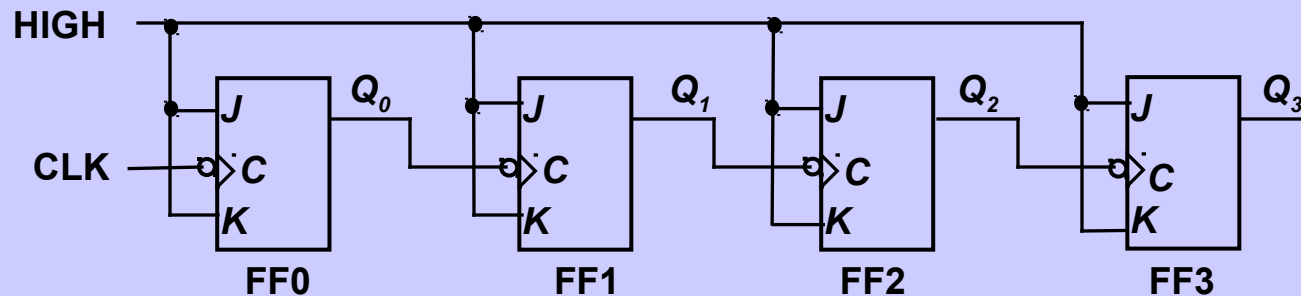 HIGH
Q0 Q1 Q2 Q3
J J J J
CLK C C C C
K K K K
FF0 FF1 FF2 FF3